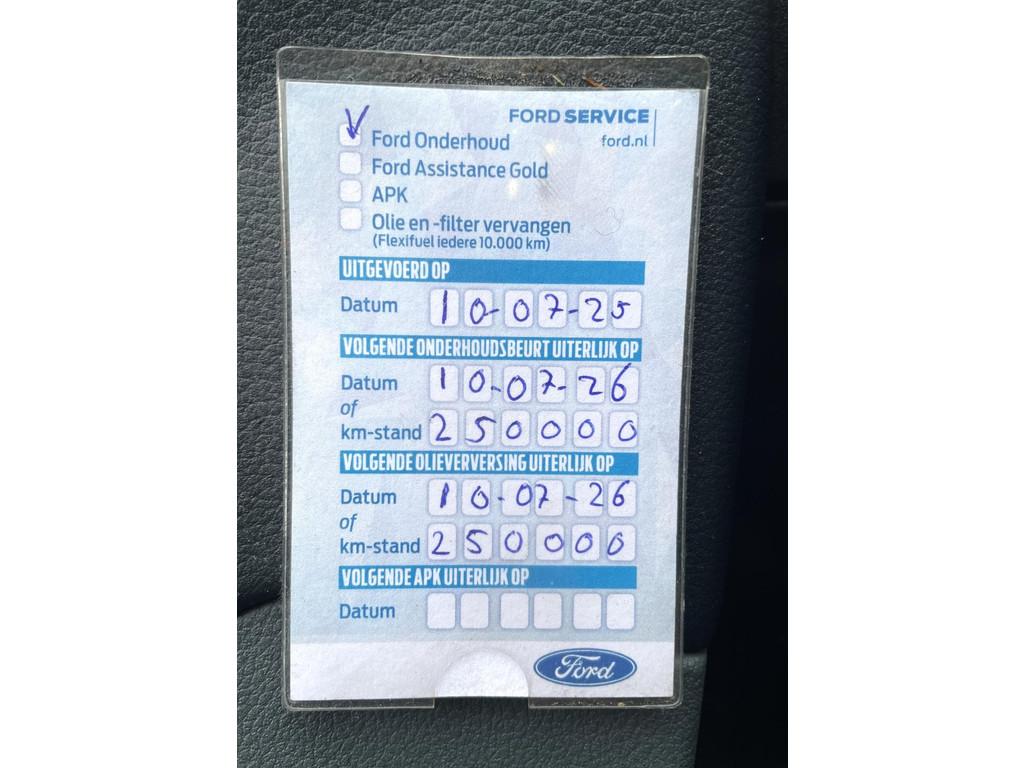 FORD SERVICE
ford.nl
V Ford Onderhoud
Ford Assistance Gold
APK
Olie en -filter vervangen
(Flexifuel iedere 10.000 km)
UITGEVOERD OP
Datum 10-07-25
VOLGENDE ONDERHOUDSBEURT UITERLIJK OP
Datum 10-07-26
of
km-stand 250000
VOLGENDE OLIEVERVERSING UITERLIJK OP
Datum 10-07-26
of
km-stand 250000
VOLGENDE APK UITERLIJK OP
Datum
Ford